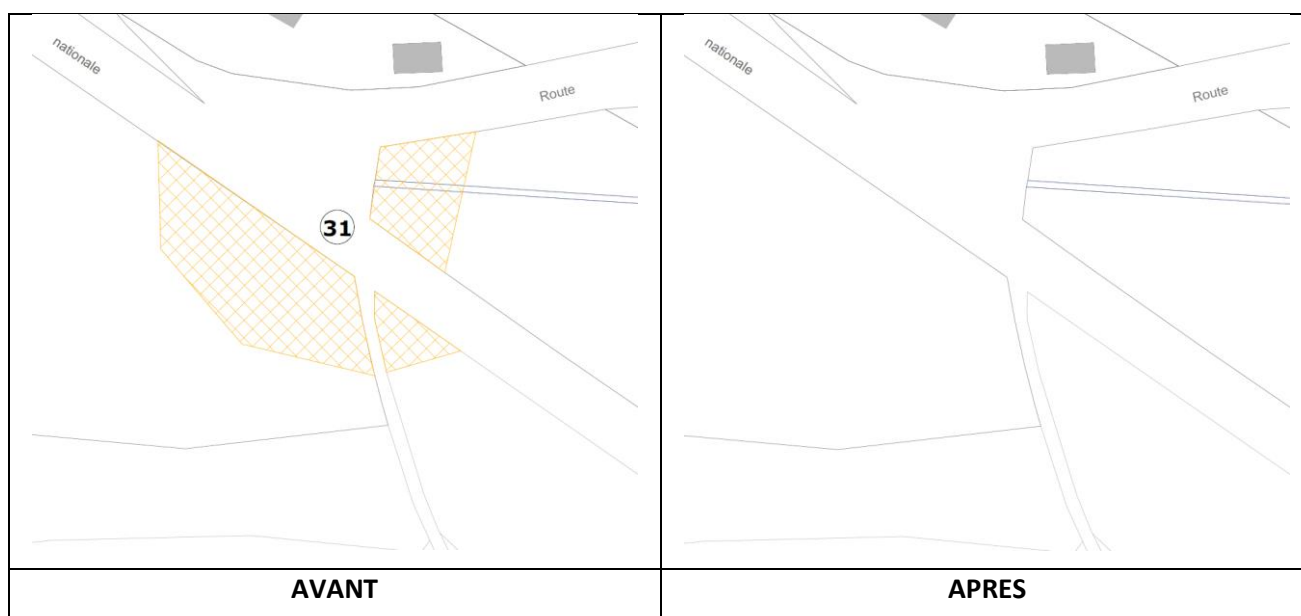 nationale
Route
31
nationale
Route
AVANT
APRES